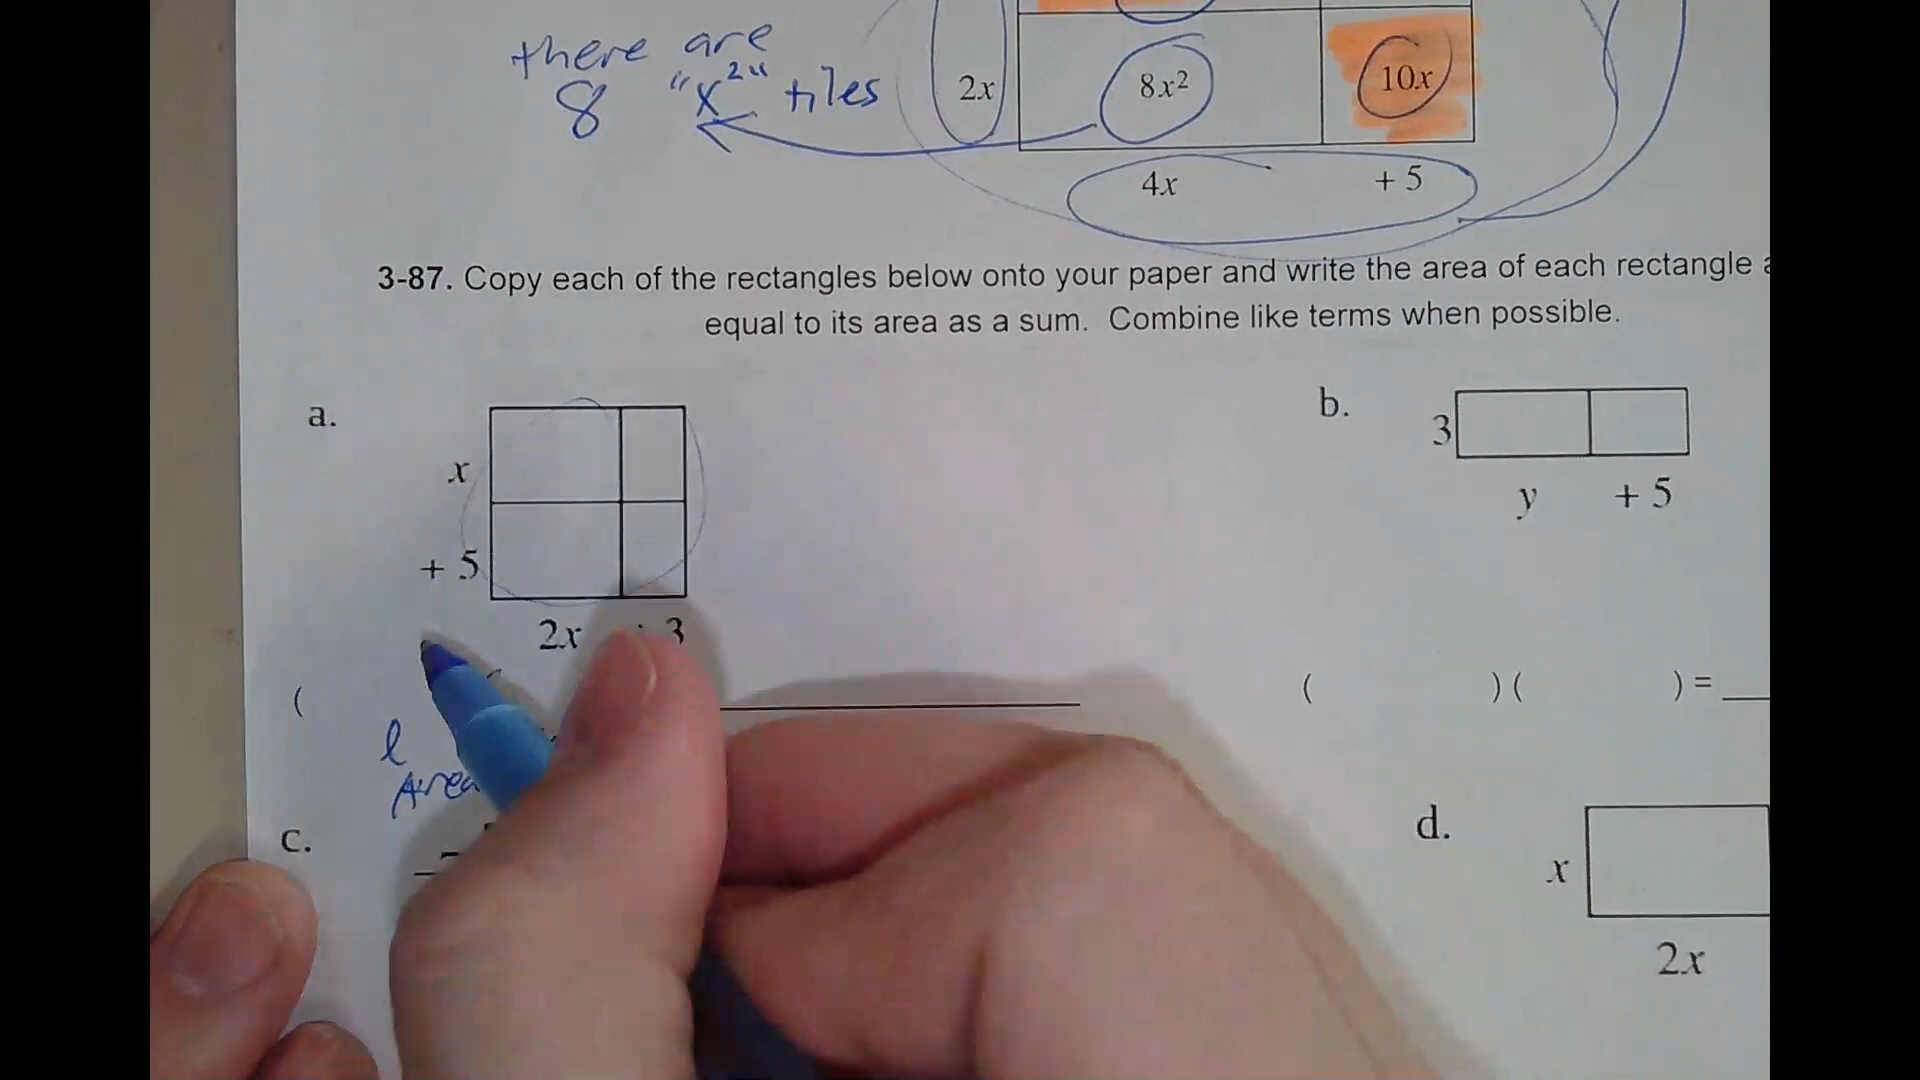 there are
8 "x²" tiles
2x 8x² 10x
4x + 5
3-87. Copy each of the rectangles below onto your paper and write the area of each rectangle
equal to its area as a sum. Combine like terms when possible.
a.
x
+ 5
2x 3
(
l
Area
b.
3
y + 5
( ) ( ) =
c.
d.
x
2x